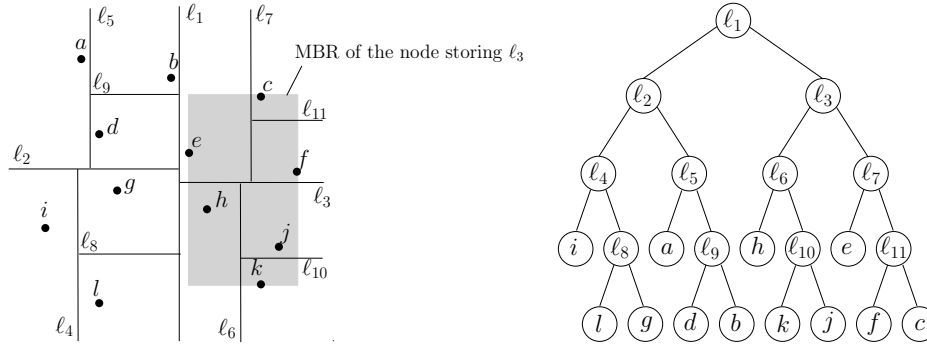 ℓ5 ℓ1 ℓ7
a
b
MBR of the node storing ℓ3
ℓ9
c
ℓ11
d
e
f
ℓ2
g
ℓ3
i
h
ℓ8
j
k
ℓ10
l
ℓ4
ℓ6
ℓ1
ℓ2 ℓ3
ℓ4 ℓ5 ℓ6 ℓ7
i ℓ8 a ℓ9 h ℓ10 e ℓ11
l g d b k j f c